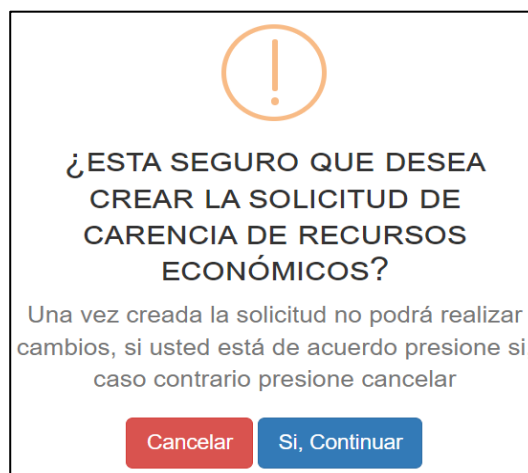 ¿ESTA SEGURO QUE DESEA
CREAR LA SOLICITUD DE
CARENCIA DE RECURSOS
ECONÓMICOS?
Una vez creada la solicitud no podrá realizar
cambios, si usted está de acuerdo presione si
caso contrario presione cancelar
Cancelar
Si, Continuar